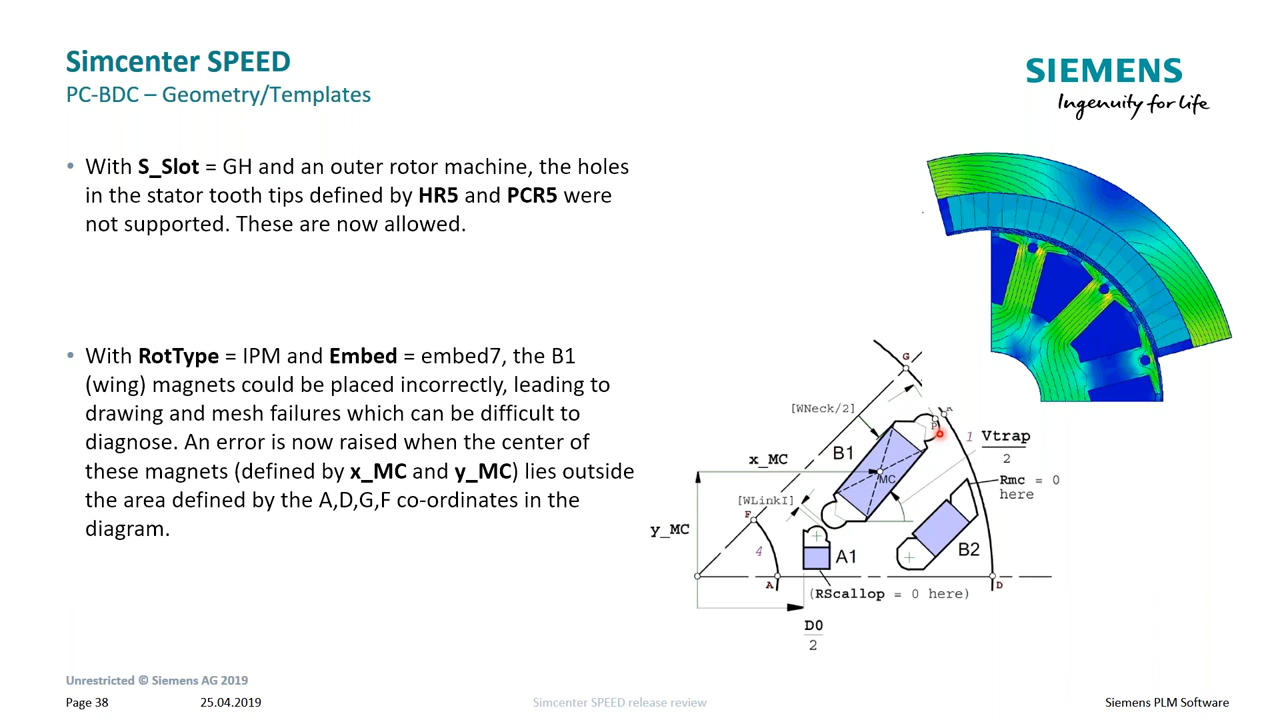 Simcenter SPEED
PC-BDC – Geometry/Templates
SIEMENS
Ingenuity for life
• With S_Slot = GH and an outer rotor machine, the holes
in the stator tooth tips defined by HR5 and PCR5 were
not supported. These are now allowed.
• With RotType = IPM and Embed = embed7, the B1
(wing) magnets could be placed incorrectly, leading to
drawing and mesh failures which can be difficult to
diagnose. An error is now raised when the center of
these magnets (defined by x_MC and y_MC) lies outside
the area defined by the A,D,G,F co-ordinates in the
diagram.
G
[WNeck/2]
P
1
Vtrap
2
B1
x_MC
MC
Rmc = 0
here
[WLinkI]
F
y_MC
4
A1
B2
A
D
(RScallop = 0 here)
D0
2
Unrestricted © Siemens AG 2019
Page 38
25.04.2019
Simcenter SPEED release review
Siemens PLM Software